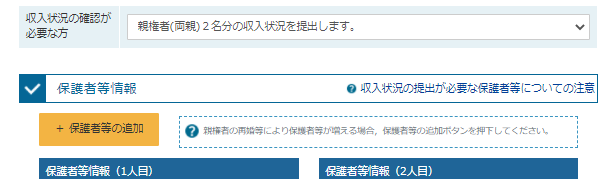 収入状況の確認が
必要な方
親権者(両親)２名分の収入状況を提出します。
保護者等情報
? 収入状況の提出が必要な保護者等についての注意
+ 保護者等の追加
? 親権者の再婚等により保護者等が増える場合，保護者等の追加ボタンを押下してください。
保護者等情報（1人目）
保護者等情報（2人目）